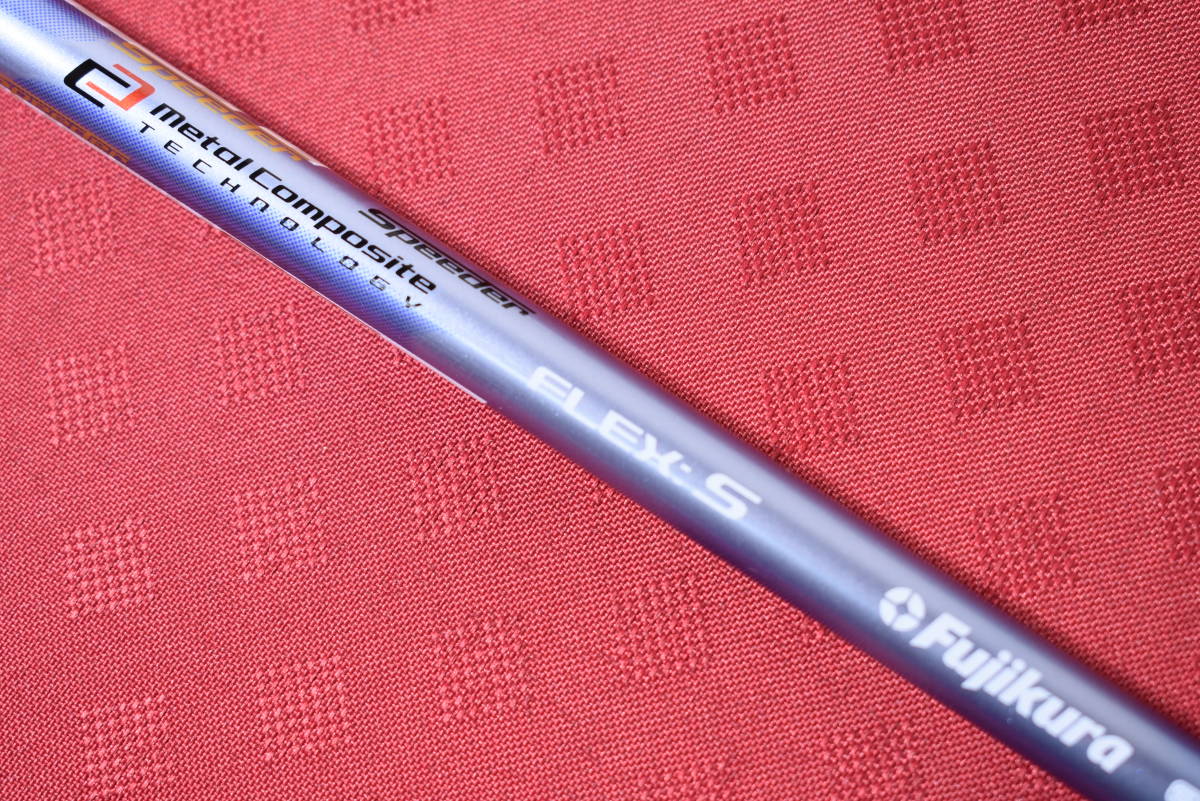 Speeder
metal Composite
TECHNOLOGY
Speeder
FLEX-S
Fujikura